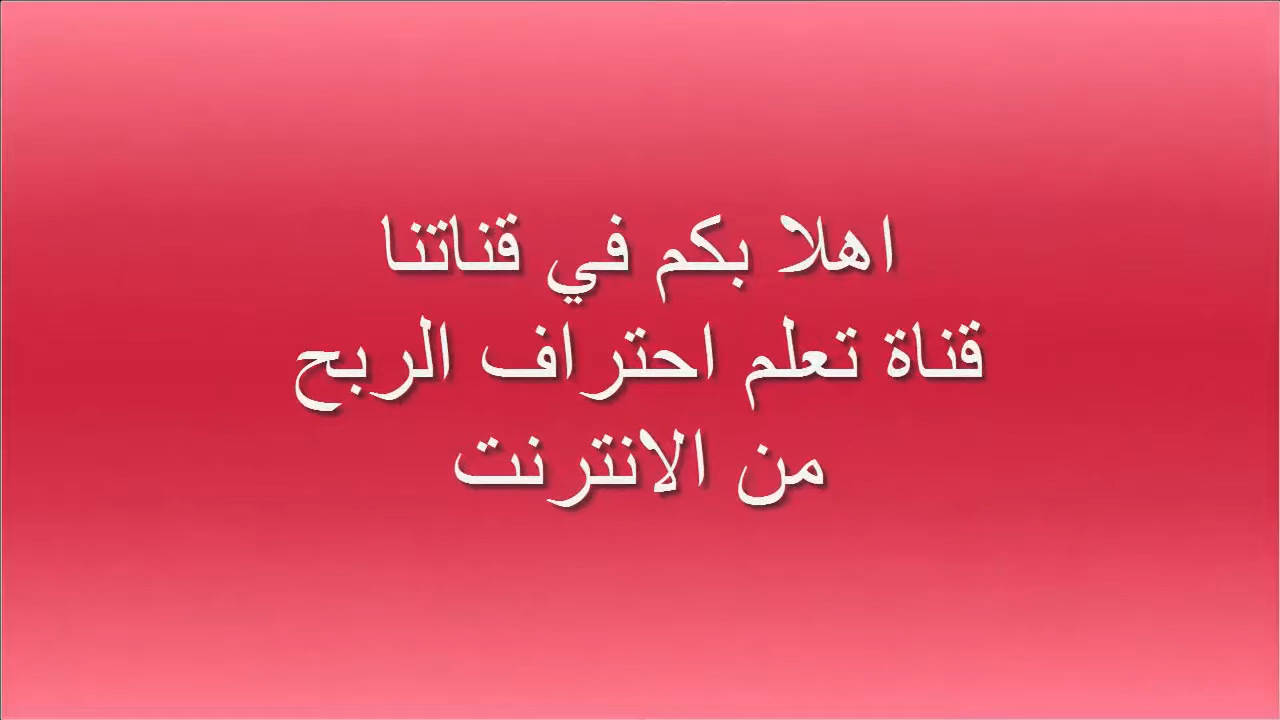 اهلا بكم في قناتنا
قناة تعلم احتراف الربح
من الانترنت